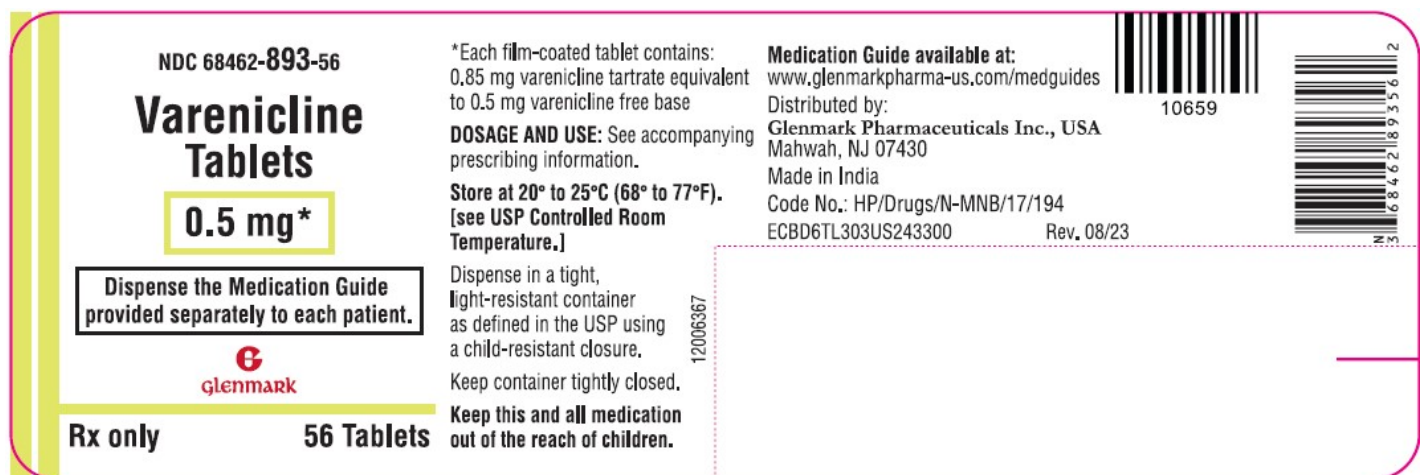 NDC 68462-893-56
Varenicline
Tablets
0.5 mg*
Dispense the Medication Guide
provided separately to each patient.
glenmark
Rx only 56 Tablets
*Each film-coated tablet contains:
0.85 mg varenicline tartrate equivalent
to 0.5 mg varenicline free base
DOSAGE AND USE: See accompanying
prescribing information.
Store at 20° to 25°C (68° to 77°F).
[see USP Controlled Room
Temperature.]
Dispense in a tight,
light-resistant container
as defined in the USP using
a child-resistant closure.
Keep container tightly closed.
Keep this and all medication
out of the reach of children.
12006367
Medication Guide available at:
www.glenmarkpharma-us.com/medguides
Distributed by:
Glenmark Pharmaceuticals Inc., USA
Mahwah, NJ 07430
Made in India
Code No.: HP/Drugs/N-MNB/17/194
ECBD6TL303US243300 Rev. 08/23
10659
N 3 68462 89356 2